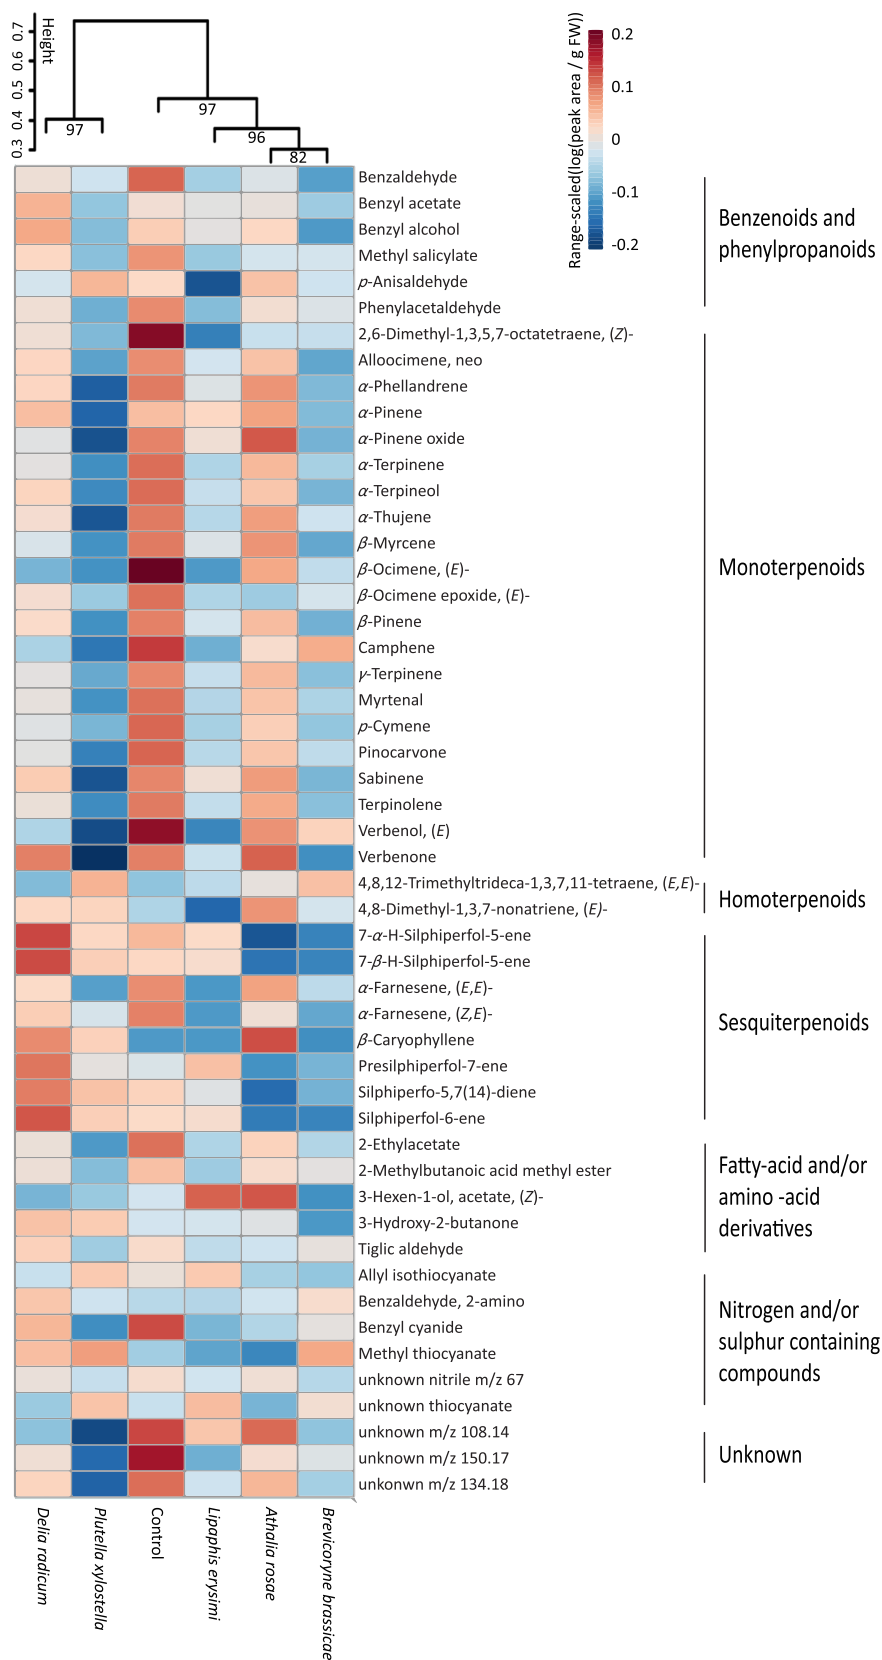 0.7
0.6
0.5
0.4
0.3
Height
97
97
96
82
0.2
0.1
0
-0.1
-0.2
Range-scaled(log(peak area / g FW))
Benzaldehyde
Benzyl acetate
Benzyl alcohol
Methyl salicylate
p-Anisaldehyde
Phenylacetaldehyde
Benzenoids and
phenylpropanoids
2,6-Dimethyl-1,3,5,7-octatetraene, (Z)-
Alloocimene, neo
α-Phellandrene
α-Pinene
α-Pinene oxide
α-Terpinene
α-Terpineol
α-Thujene
β-Myrcene
β-Ocimene, (E)-
β-Ocimene epoxide, (E)-
β-Pinene
Camphene
γ-Terpinene
Myrtenal
p-Cymene
Pinocarvone
Sabinene
Terpinolene
Verbenol, (E)
Verbenone
Monoterpenoids
4,8,12-Trimethyltrideca-1,3,7,11-tetraene, (E,E)-
4,8-Dimethyl-1,3,7-nonatriene, (E)-
Homoterpenoids
7-α-H-Silphiperfol-5-ene
7-β-H-Silphiperfol-5-ene
α-Farnesene, (E,E)-
α-Farnesene, (Z,E)-
β-Caryophyllene
Presilphiperfol-7-ene
Silphiperfo-5,7(14)-diene
Silphiperfol-6-ene
Sesquiterpenoids
2-Ethylacetate
2-Methylbutanoic acid methyl ester
3-Hexen-1-ol, acetate, (Z)-
3-Hydroxy-2-butanone
Tiglic aldehyde
Fatty-acid and/or
amino -acid
derivatives
Allyl isothiocyanate
Benzaldehyde, 2-amino
Benzyl cyanide
Methyl thiocyanate
unknown nitrile m/z 67
unknown thiocyanate
Nitrogen and/or
sulphur containing
compounds
unknown m/z 108.14
unknown m/z 150.17
unkonwn m/z 134.18
Unknown
Delia radicum
Plutella xylostella
Control
Lipaphis erysimi
Athalia rosae
Brevicoryne brassicae